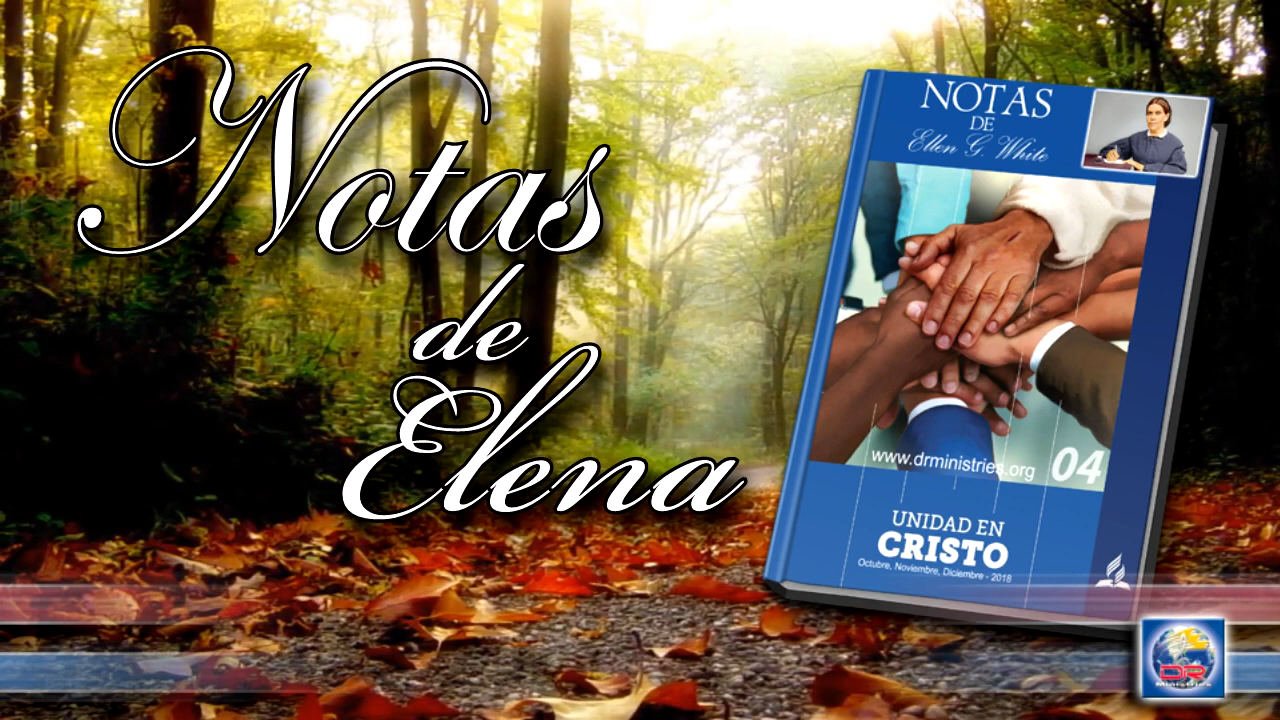 Notas
de
Elena
NOTAS
DE
Ellen G. White
www.drministries.org
04
UNIDAD EN
CRISTO
Octubre, Noviembre, Diciembre - 2018
DR
Ministries